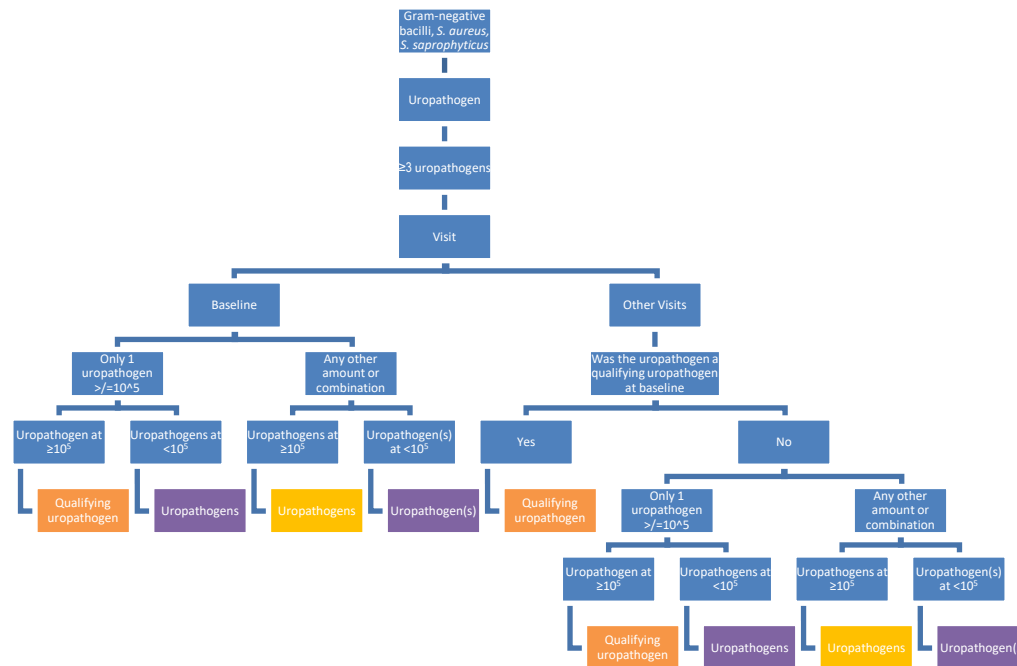 Gram-negative
bacilli, S. aureus,
S. saprophyticus
Uropathogen
≥3 uropathogens
Visit
Baseline
Other Visits
Only 1
uropathogen
>/=10^5
Any other
amount or
combination
Was the uropathogen a
qualifying uropathogen
at baseline
Uropathogen at
≥10⁵
Uropathogens at
<10⁵
Uropathogens at
≥10⁵
Uropathogen(s)
at <10⁵
Yes
No
Qualifying
uropathogen
Uropathogens
Uropathogens
Uropathogen(s)
Qualifying
uropathogen
Only 1
uropathogen
>/=10^5
Any other
amount or
combination
Uropathogen at
≥10⁵
Uropathogens at
<10⁵
Uropathogens at
≥10⁵
Uropathogen(s)
at <10⁵
Qualifying
uropathogen
Uropathogens
Uropathogens
Uropathogen(